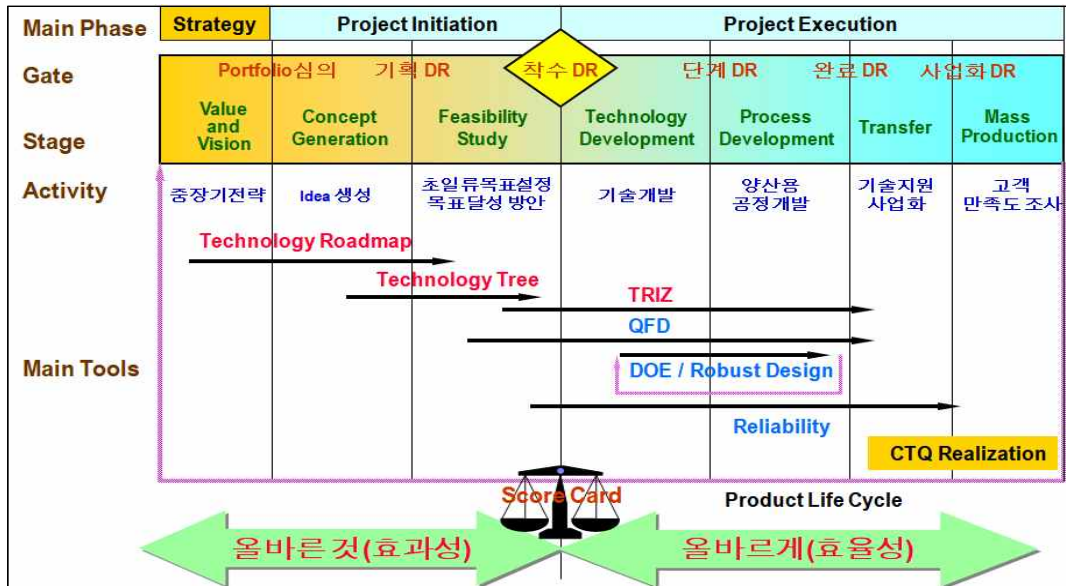 Main Phase
Strategy
Project Initiation
Project Execution
Gate
Portfolio심의
기획 DR
착수 DR
단계 DR
완료 DR
사업화 DR
Stage
Value
and
Vision
Concept
Generation
Feasibility
Study
Technology
Development
Process
Development
Transfer
Mass
Production
Activity
중장기전략
Idea 생성
초일류목표설정
목표달성 방안
기술개발
양산용
공정개발
기술지원
사업화
고객
만족도 조사
Technology Roadmap
Technology Tree
TRIZ
QFD
Main Tools
DOE / Robust Design
Reliability
CTQ Realization
Score Card
Product Life Cycle
올바른것(효과성)
올바르게(효율성)